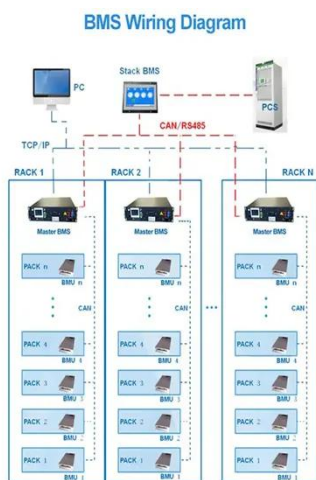 BMS Wiring Diagram
PC
Stack BMS
PCS
CAN/RS485
TCP/IP
RACK 1
RACK 2
RACK N
Master BMS
Master BMS
Master BMS
PACK n
BMU n
PACK n
BMU n
PACK n
BMU n
CAN
CAN
CAN
PACK 4
BMU 4
PACK 4
BMU 4
PACK 4
BMU 4
PACK 3
BMU 3
PACK 3
BMU 3
PACK 3
BMU 3
PACK 2
BMU 2
PACK 2
BMU 2
PACK 2
BMU 2
PACK 1
BMU 1
PACK 1
BMU 1
PACK 1
BMU 1